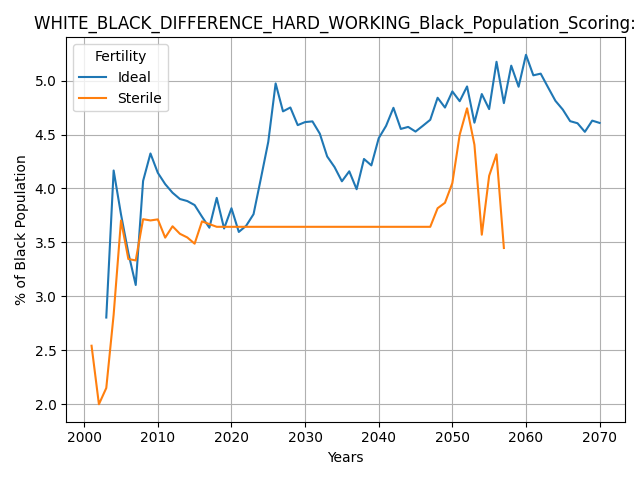 WHITE_BLACK_DIFFERENCE_HARD_WORKING_Black_Population_Scoring:
Fertility
Ideal
Sterile
5.0
4.5
4.0
3.5
3.0
2.5
2.0
% of Black Population
2000 2010 2020 2030 2040 2050 2060 2070
Years